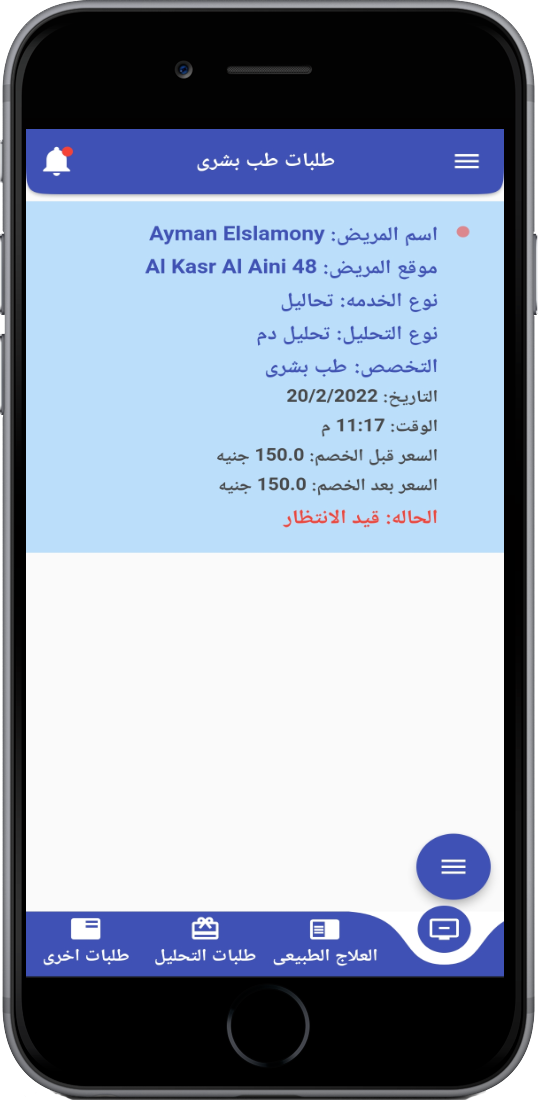 طلبات طب بشرى
اسم المريض: Ayman Elslamony
موقع المريض: 48 Al Kasr Al Aini
نوع الخدمه: تحاليل
نوع التحليل: تحليل دم
التخصص: طب بشرى
التاريخ: 20/2/2022
الوقت: 11:17 م
السعر قبل الخصم: 150.0 جنيه
السعر بعد الخصم: 150.0 جنيه
الحاله: قيد الانتظار
العلاج الطبيعى
طلبات التحليل
طلبات اخرى